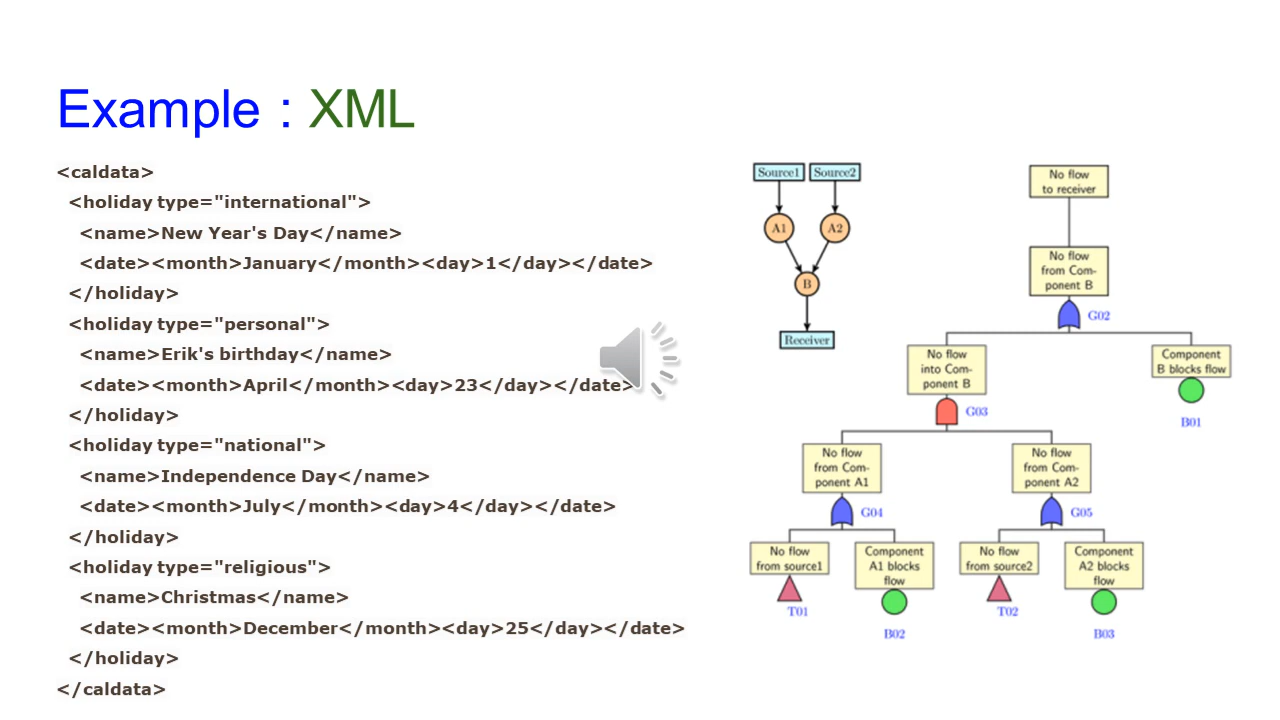 Example : XML
<caldata>
<holiday type="international">
<name>New Year's Day</name>
<date><month>January</month><day>1</day></date>
</holiday>
<holiday type="personal">
<name>Erik's birthday</name>
<date><month>April</month><day>23</day></date>
</holiday>
<holiday type="national">
<name>Independence Day</name>
<date><month>July</month><day>4</day></date>
</holiday>
<holiday type="religious">
<name>Christmas</name>
<date><month>December</month><day>25</day></date>
</holiday>
</caldata>
Source1 Source2
A1 A2
B
Receiver
No flow
to receiver
No flow
from Com-
ponent B
G02
No flow
into Com-
ponent B
G03
Component
B blocks flow
B01
No flow
from Com-
ponent A1
G04
No flow
from Com-
ponent A2
G05
No flow
from source1
T01
Component
A1 blocks
flow
B02
No flow
from source2
T02
Component
A2 blocks
flow
B03